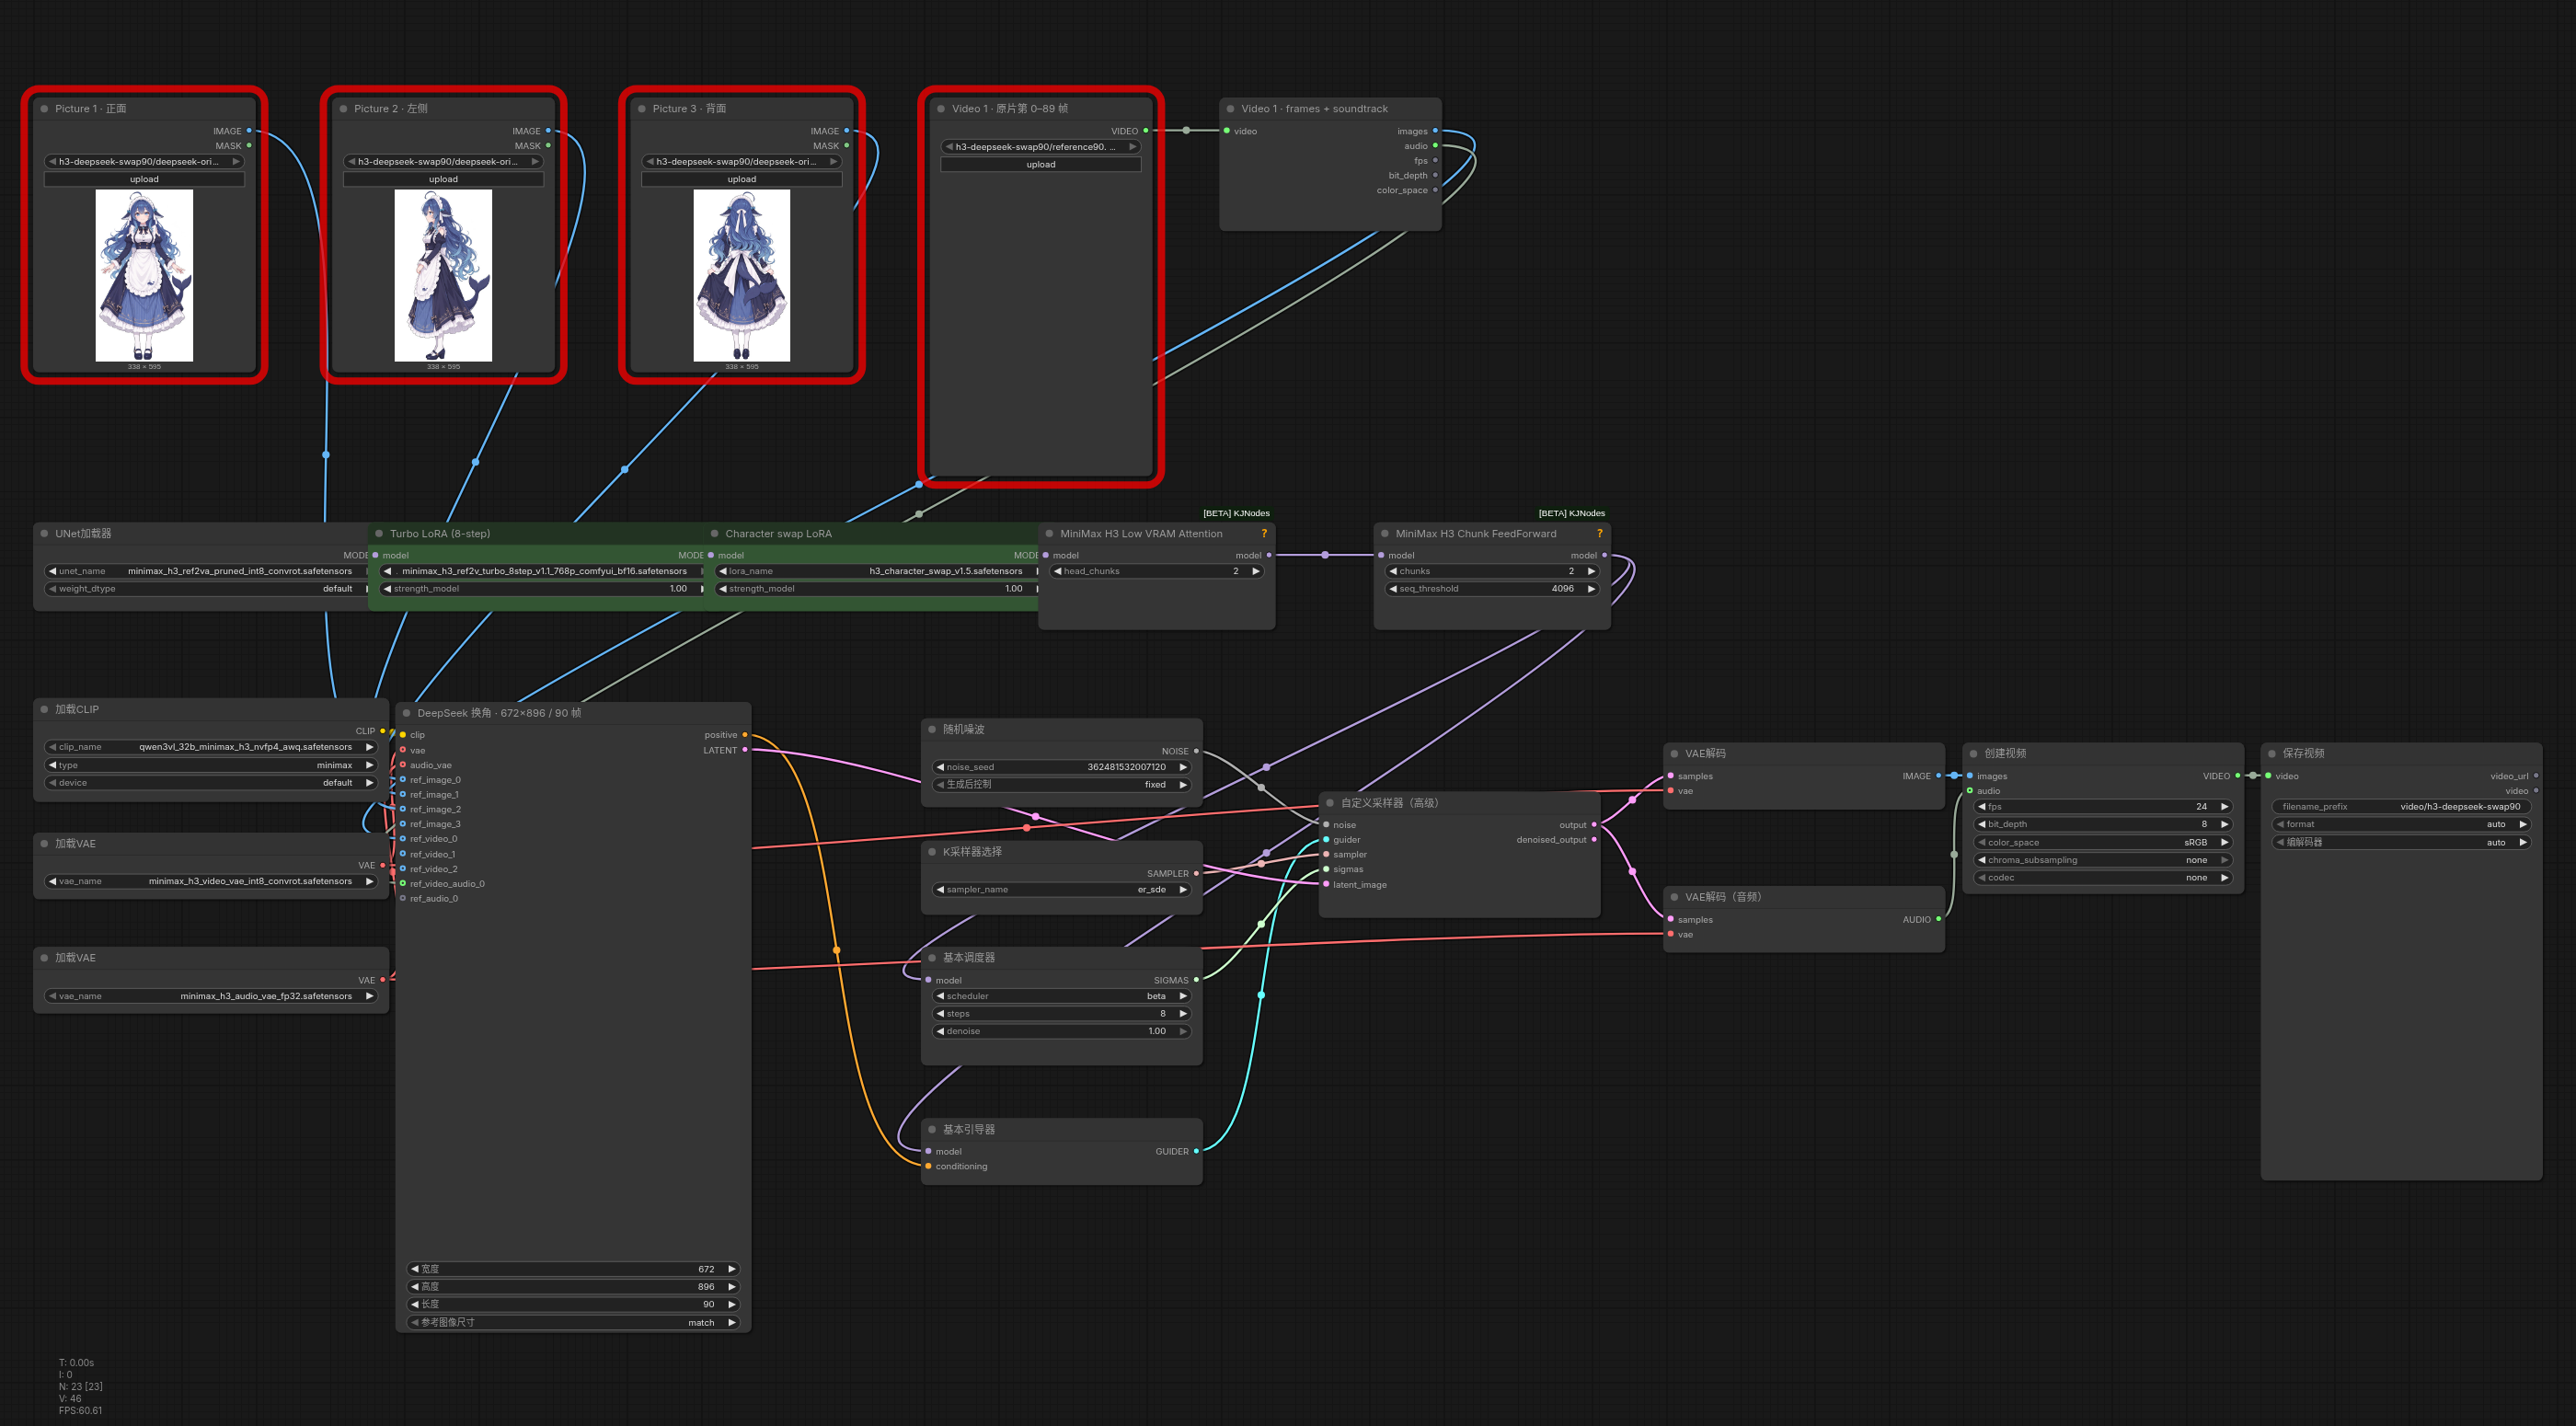 Picture 1 · 正面
IMAGE
MASK
h3-deepseek-swap90/deepseek-ori...
upload
338 × 595
Picture 2 · 左侧
IMAGE
MASK
h3-deepseek-swap90/deepseek-ori...
upload
338 × 595
Picture 3 · 背面
IMAGE
MASK
h3-deepseek-swap90/deepseek-ori...
upload
338 × 595
Video 1 · 原片第 0–89 帧
VIDEO
h3-deepseek-swap90/reference90. ...
upload
Video 1 · frames + soundtrack
video
images
audio
fps
bit_depth
color_space
UNet加载器
MODE
unet_name minimax_h3_ref2va_pruned_int8_convrot.safetensors
weight_dtype default
Turbo LoRA (8-step)
model MODE
minimax_h3_ref2v_turbo_8step_v1.1_768p_comfyui_bf16.safetensors
strength_model 1.00
Character swap LoRA
model MODE
lora_name h3_character_swap_v1.5.safetensors
strength_model 1.00
[BETA] KJNodes
MiniMax H3 Low VRAM Attention ?
model model
head_chunks 2
[BETA] KJNodes
MiniMax H3 Chunk FeedForward ?
model model
chunks 2
seq_threshold 4096
加载CLIP
CLIP
clip_name qwen3vl_32b_minimax_h3_nvfp4_awq.safetensors
type minimax
device default
加载VAE
VAE
vae_name minimax_h3_video_vae_int8_convrot.safetensors
加载VAE
VAE
vae_name minimax_h3_audio_vae_fp32.safetensors
DeepSeek 换角 · 672×896 / 90 帧
clip positive
vae LATENT
audio_vae
ref_image_0
ref_image_1
ref_image_2
ref_image_3
ref_video_0
ref_video_1
ref_video_2
ref_video_audio_0
ref_audio_0
宽度 672
高度 896
长度 90
参考图像尺寸 match
随机噪波
NOISE
noise_seed 362481532007120
生成后控制 fixed
K采样器选择
SAMPLER
sampler_name er_sde
基本调度器
model SIGMAS
scheduler beta
steps 8
denoise 1.00
基本引导器
model GUIDER
conditioning
自定义采样器（高级）
noise output
guider denoised_output
sampler
sigmas
latent_image
VAE解码
samples IMAGE
vae
VAE解码（音频）
samples AUDIO
vae
创建视频
images VIDEO
audio
fps 24
bit_depth 8
color_space sRGB
chroma_subsampling none
codec none
保存视频
video video_url
video
filename_prefix video/h3-deepseek-swap90
format auto
编解码器 auto
T: 0.00s
I: 0
N: 23 [23]
V: 46
FPS:60.61